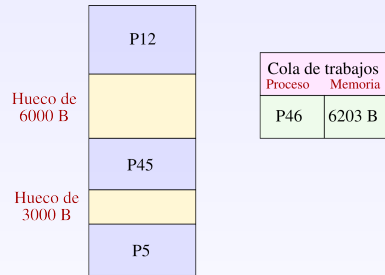 P12
Hueco de
6000 B
P45
Hueco de
3000 B
P5
Cola de trabajos
Proceso Memoria
P46 6203 B